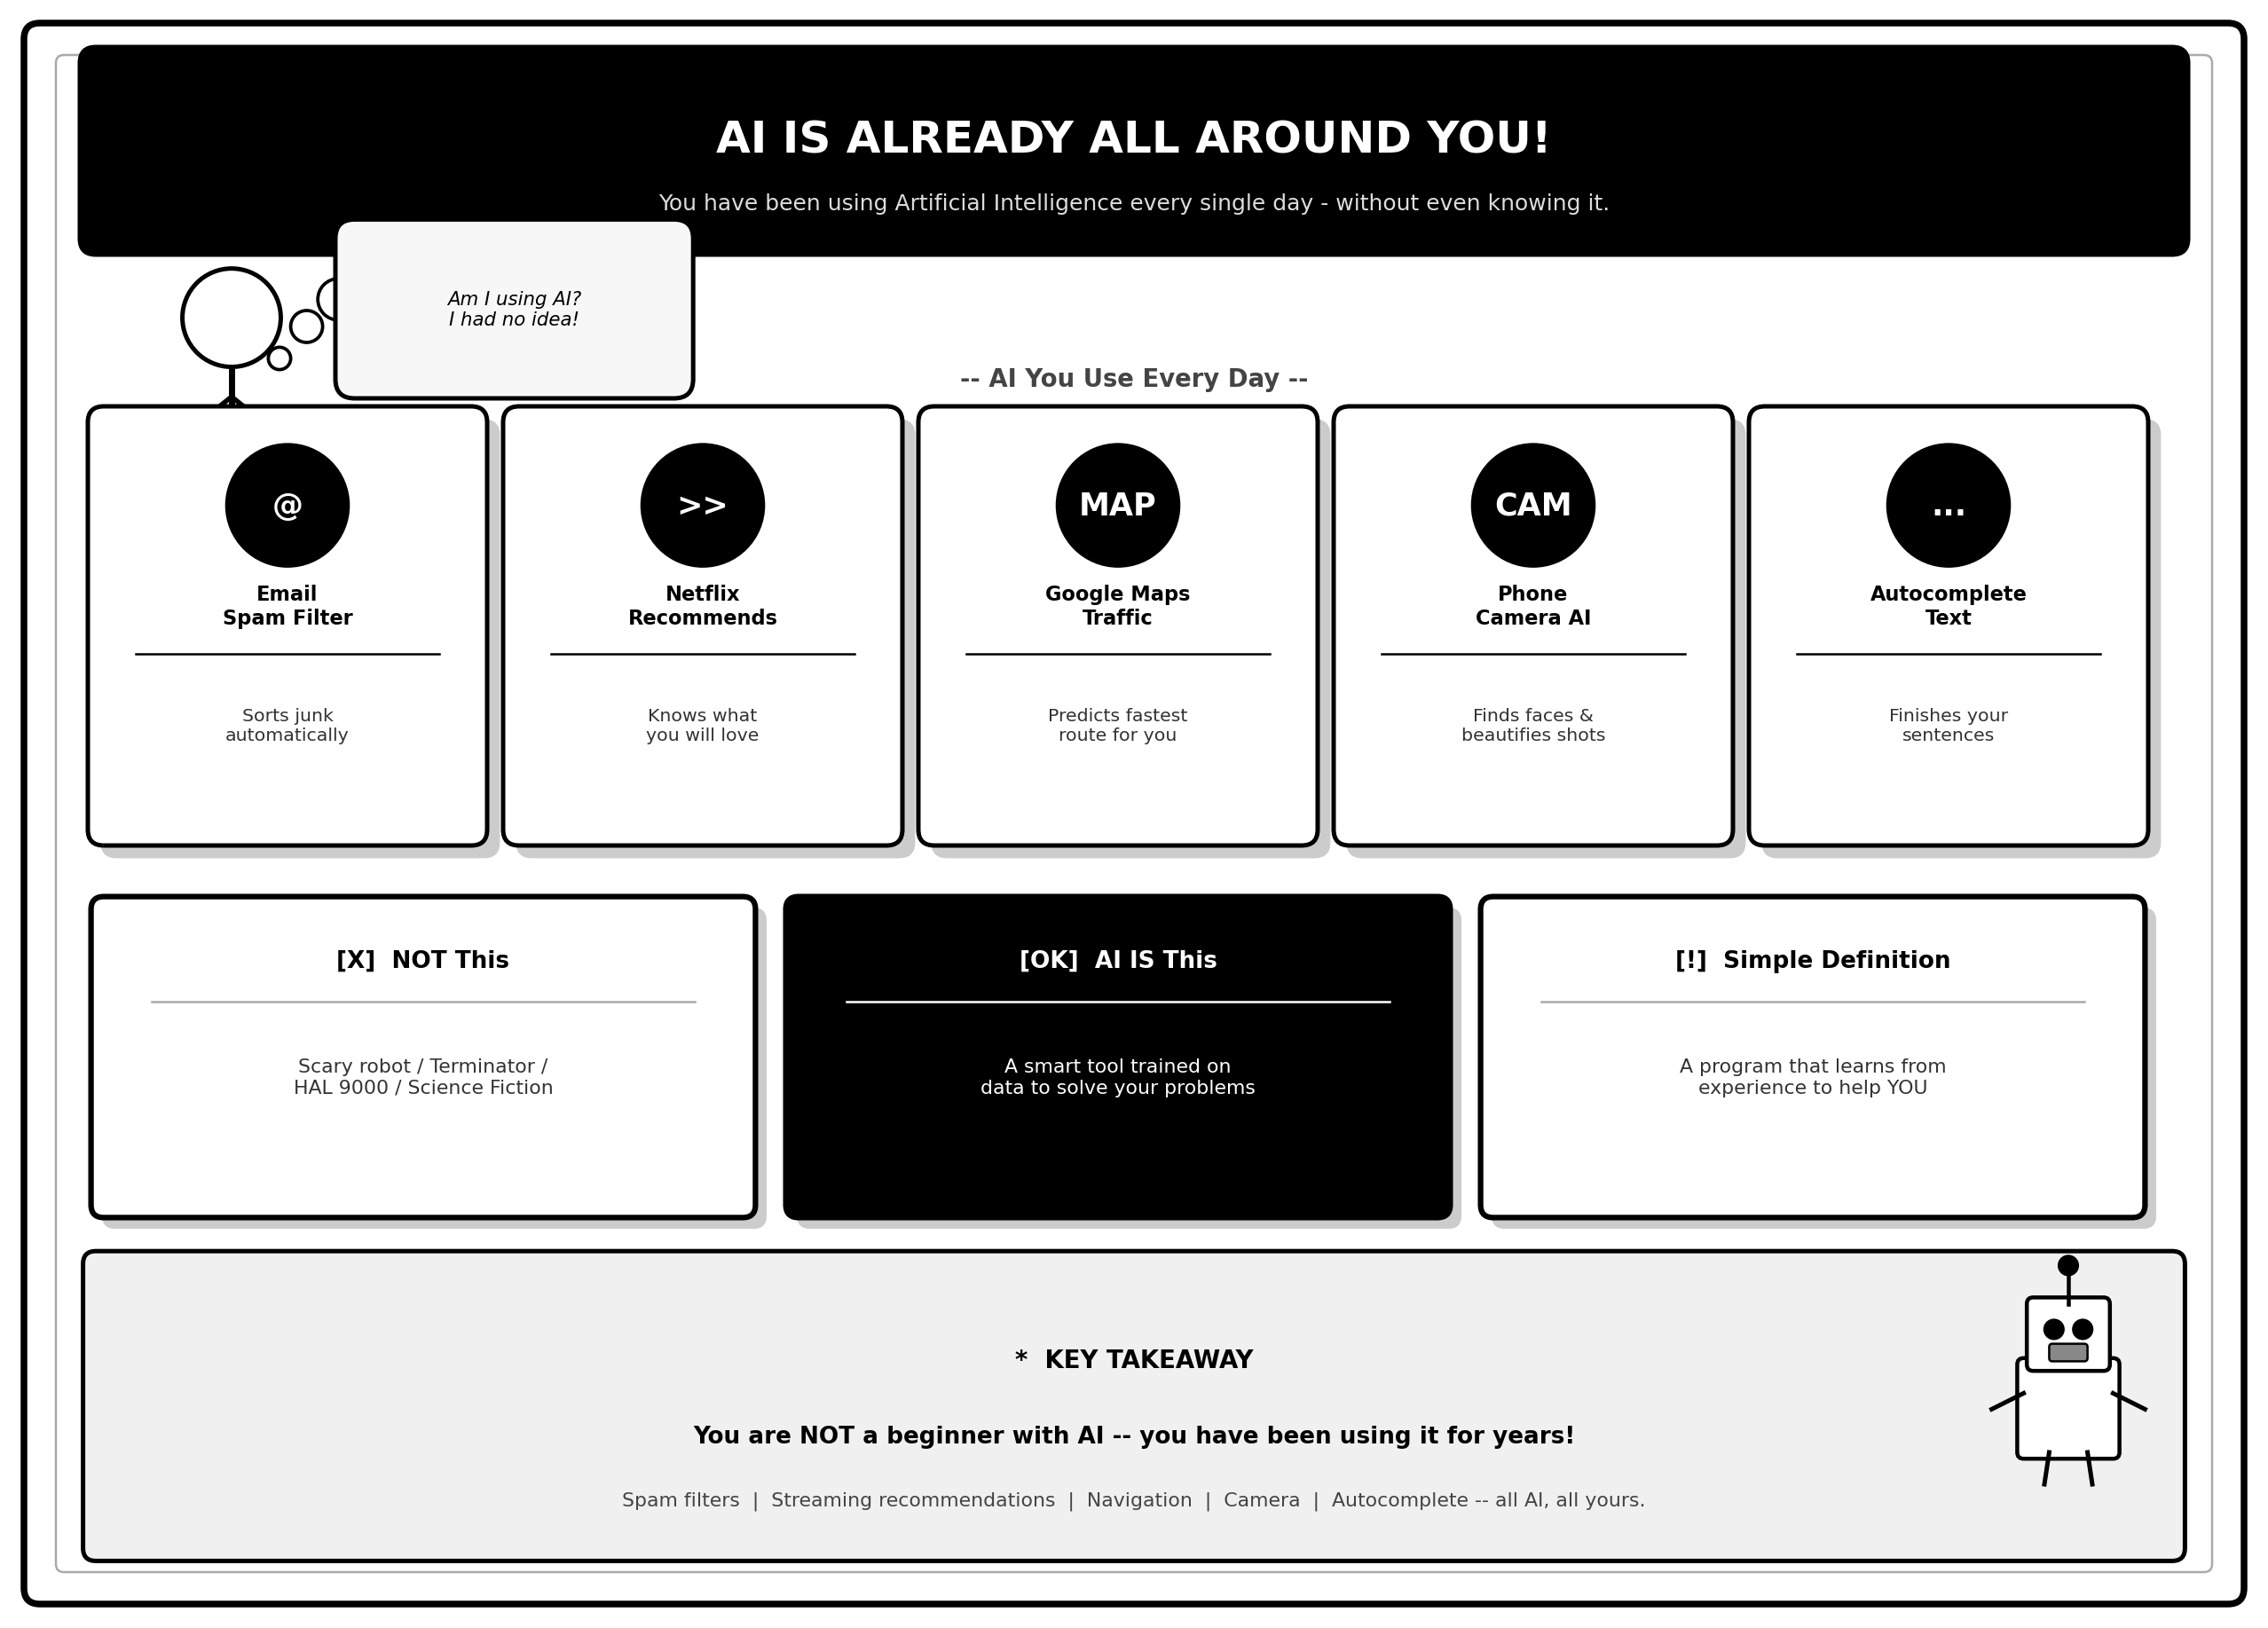 AI IS ALREADY ALL AROUND YOU!
You have been using Artificial Intelligence every single day - without even knowing it.
Am I using AI?
I had no idea!
-- AI You Use Every Day --
@
Email
Spam Filter
Sorts junk
automatically
>>
Netflix
Recommends
Knows what
you will love
MAP
Google Maps
Traffic
Predicts fastest
route for you
CAM
Phone
Camera AI
Finds faces &
beautifies shots
...
Autocomplete
Text
Finishes your
sentences
[X]  NOT This
Scary robot / Terminator /
HAL 9000 / Science Fiction
[OK]  AI IS This
A smart tool trained on
data to solve your problems
[!]  Simple Definition
A program that learns from
experience to help YOU
*  KEY TAKEAWAY
You are NOT a beginner with AI -- you have been using it for years!
Spam filters  |  Streaming recommendations  |  Navigation  |  Camera  |  Autocomplete -- all AI, all yours.